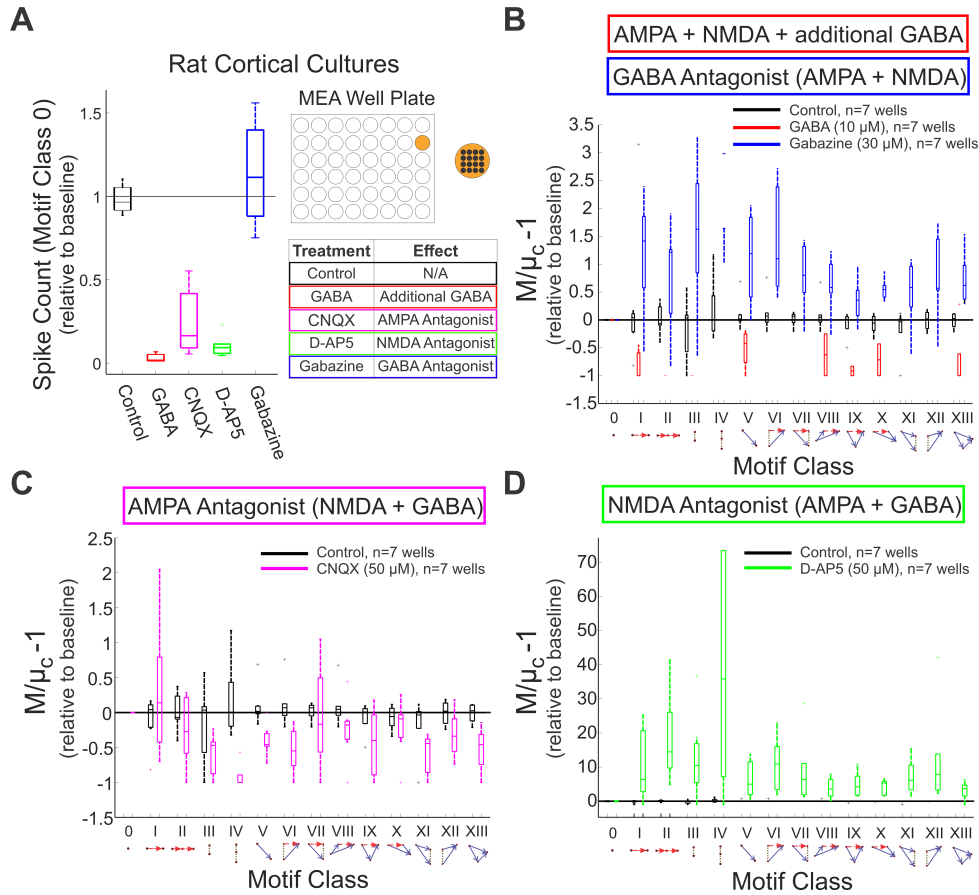 A
Rat Cortical Cultures
Spike Count (Motif Class 0)
(relative to baseline)
1.5
1
0.5
0
Control
GABA
CNQX
D-AP5
Gabazine
MEA Well Plate
Treatment Effect
Control N/A
GABA Additional GABA
CNQX AMPA Antagonist
D-AP5 NMDA Antagonist
Gabazine GABA Antagonist
B
AMPA + NMDA + additional GABA
GABA Antagonist (AMPA + NMDA)
Control, n=7 wells
GABA (10 µM), n=7 wells
Gabazine (30 µM), n=7 wells
M/µc-1
(relative to baseline)
3.5
3
2.5
2
1.5
1
0.5
0
-0.5
-1
-1.5
0 I II III IV V VI VII VIII IX X XI XII XIII
Motif Class
C
AMPA Antagonist (NMDA + GABA)
Control, n=7 wells
CNQX (50 µM), n=7 wells
M/µc-1
(relative to baseline)
2.5
2
1.5
1
0.5
0
-0.5
-1
-1.5
0 I II III IV V VI VII VIII IX X XI XII XIII
Motif Class
D
NMDA Antagonist (AMPA + GABA)
Control, n=7 wells
D-AP5 (50 µM), n=7 wells
M/µc-1
(relative to baseline)
70
60
50
40
30
20
10
0
0 I II III IV V VI VII VIII IX X XI XII XIII
Motif Class